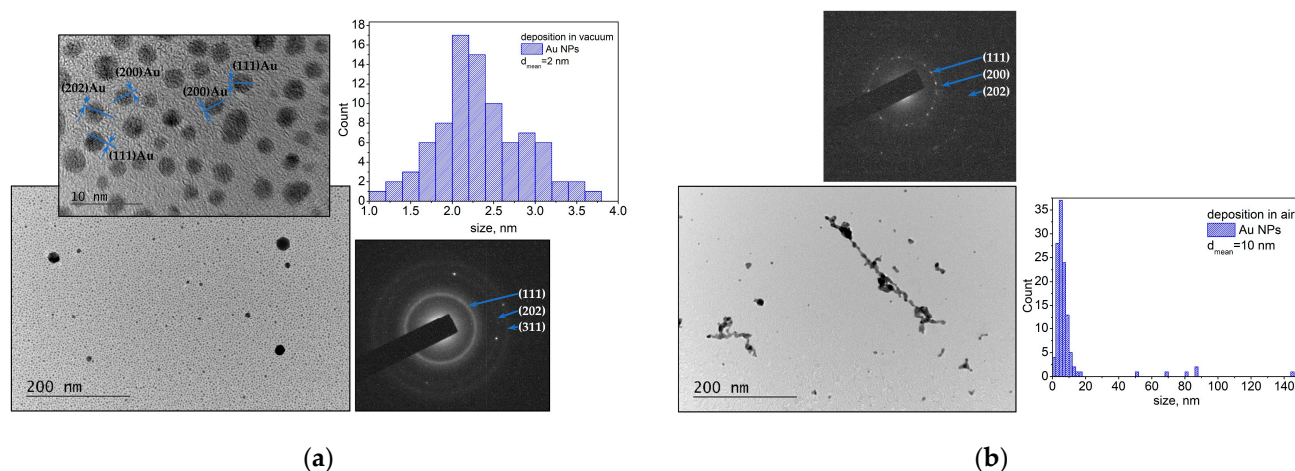 (200)Au
(111)Au
(202)Au
(200)Au
(111)Au
10 nm
18
16
14
12
10
8
6
4
2
0
Count
deposition in vacuum
Au NPs
d mean=2 nm
1.0 1.5 2.0 2.5 3.0 3.5 4.0
size, nm
200 nm
(111)
(202)
(311)
(a)
(111)
(200)
(202)
200 nm
35
30
25
20
15
10
5
0
Count
deposition in air
Au NPs
d mean=10 nm
0 20 40 60 80 100 120 140
size, nm
(b)